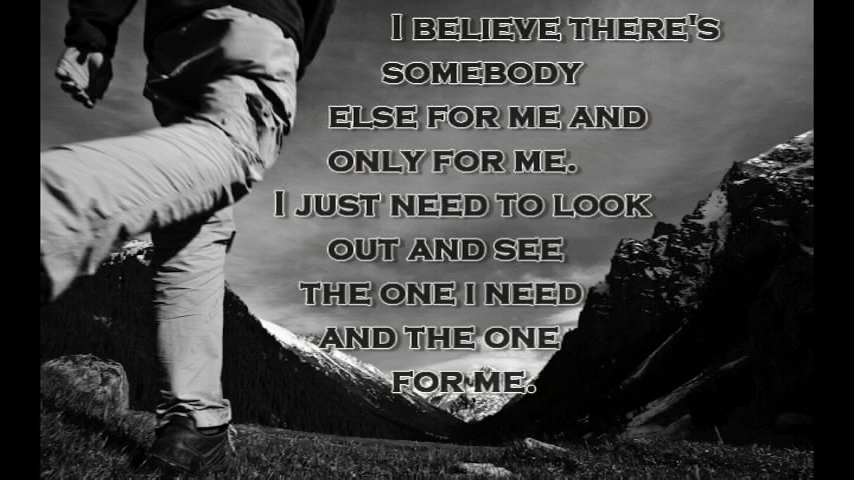 I BELIEVE THERE'S
SOMEBODY
ELSE FOR ME AND
ONLY FOR ME.
I JUST NEED TO LOOK
OUT AND SEE
THE ONE I NEED
AND THE ONE
FOR ME.